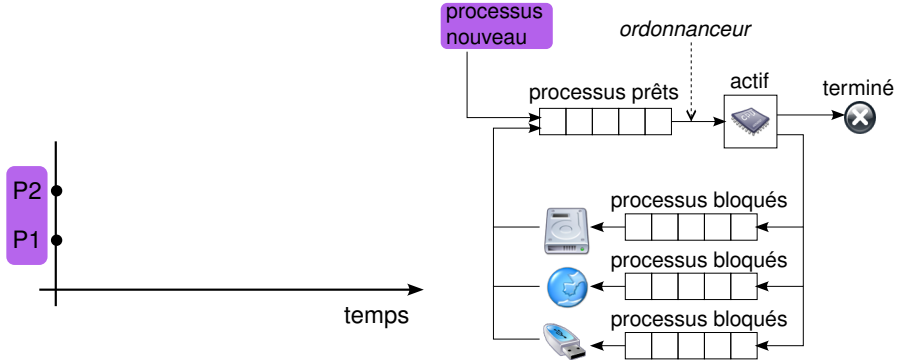 processus
nouveau
ordonnanceur
actif
processus prêts
terminé
P2
P1
temps
processus bloqués
processus bloqués
processus bloqués